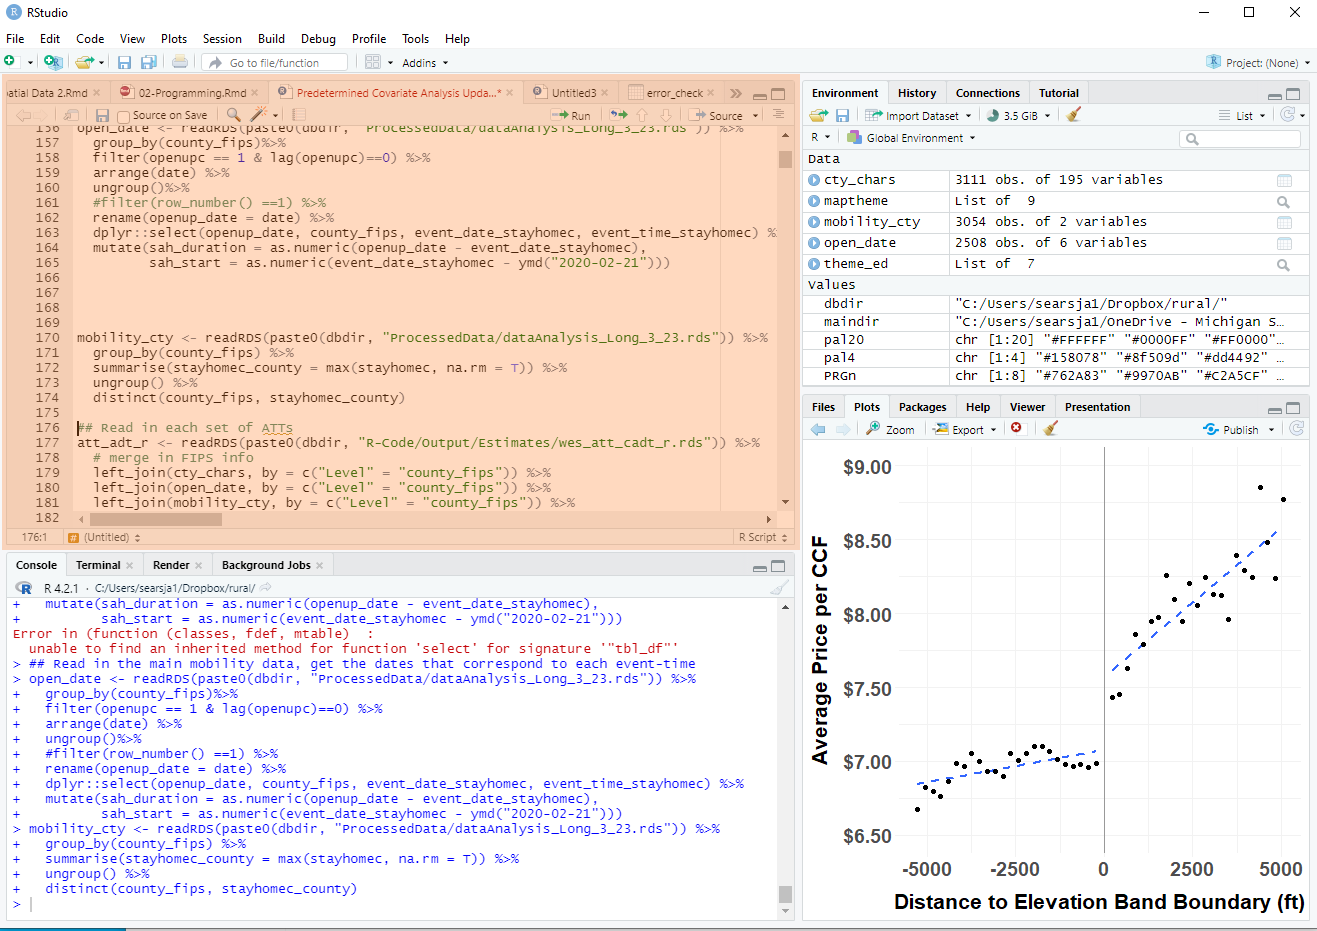 RStudio
File Edit Code View Plots Session Build Debug Profile Tools Help
Go to file/function Addins Project: (None)
atial Data 2.Rmd 02-Programming.Rmd Predetermined Covariate Analysis Upda...* Untitled3 error_check
Source on Save Run Source
156 open_date <- readRDS(paste0(dbdir, "ProcessedData/dataAnalysis_Long_3_23.rds")) %>%
157 group_by(county_fips)%>%
158 filter(openupc == 1 & lag(openupc)==0) %>%
159 arrange(date) %>%
160 ungroup()%>%
161 #filter(row_number() ==1) %>%
162 rename(openup_date = date) %>%
163 dplyr::select(openup_date, county_fips, event_date_stayhomec, event_time_stayhomec) %
164 mutate(sah_duration = as.numeric(openup_date - event_date_stayhomec),
165 sah_start = as.numeric(event_date_stayhomec - ymd("2020-02-21")))
166
167
168
169
170 mobility_cty <- readRDS(paste0(dbdir, "ProcessedData/dataAnalysis_Long_3_23.rds")) %>%
171 group_by(county_fips) %>%
172 summarise(stayhomec_county = max(stayhomec, na.rm = T)) %>%
173 ungroup() %>%
174 distinct(county_fips, stayhomec_county)
175
176 ## Read in each set of ATTs
177 att_adt_r <- readRDS(paste0(dbdir, "R-Code/Output/Estimates/wes_att_cadt_r.rds")) %>%
178 # merge in FIPS info
179 left_join(cty_chars, by = c("Level" = "county_fips")) %>%
180 left_join(open_date, by = c("Level" = "county_fips")) %>%
181 left_join(mobility_cty, by = c("Level" = "county_fips")) %>%
182
176:1 # (Untitled) R Script
Console Terminal Render Background Jobs
R R 4.2.1 · C:/Users/searsja1/Dropbox/rural/
+ mutate(sah_duration = as.numeric(openup_date - event_date_stayhomec),
+ sah_start = as.numeric(event_date_stayhomec - ymd("2020-02-21")))
Error in (function (classes, fdef, mtable) :
unable to find an inherited method for function 'select' for signature '"tbl_df"'
> ## Read in the main mobility data, get the dates that correspond to each event-time
> open_date <- readRDS(paste0(dbdir, "ProcessedData/dataAnalysis_Long_3_23.rds")) %>%
+ group_by(county_fips)%>%
+ filter(openupc == 1 & lag(openupc)==0) %>%
+ arrange(date) %>%
+ ungroup()%>%
+ #filter(row_number() ==1) %>%
+ rename(openup_date = date) %>%
+ dplyr::select(openup_date, county_fips, event_date_stayhomec, event_time_stayhomec) %>%
+ mutate(sah_duration = as.numeric(openup_date - event_date_stayhomec),
+ sah_start = as.numeric(event_date_stayhomec - ymd("2020-02-21")))
> mobility_cty <- readRDS(paste0(dbdir, "ProcessedData/dataAnalysis_Long_3_23.rds")) %>%
+ group_by(county_fips) %>%
+ summarise(stayhomec_county = max(stayhomec, na.rm = T)) %>%
+ ungroup() %>%
+ distinct(county_fips, stayhomec_county)
>
Environment History Connections Tutorial
Import Dataset 3.5 GiB List
R Global Environment
Data
cty_chars 3111 obs. of 195 variables
maptheme List of 9
mobility_cty 3054 obs. of 2 variables
open_date 2508 obs. of 6 variables
theme_ed List of 7
Values
dbdir "C:/Users/searsja1/Dropbox/rural/"
maindir "C:/Users/searsja1/OneDrive - Michigan S…
pal20 chr [1:20] "#FFFFFF" "#0000FF" "#FF0000"…
pal4 chr [1:4] "#158078" "#8f509d" "#dd4492" …
PRGn chr [1:8] "#762A83" "#9970AB" "#C2A5CF" …
Files Plots Packages Help Viewer Presentation
Zoom Export Publish
Average Price per CCF
$9.00
$8.50
$8.00
$7.50
$7.00
$6.50
-5000 -2500 0 2500 5000
Distance to Elevation Band Boundary (ft)